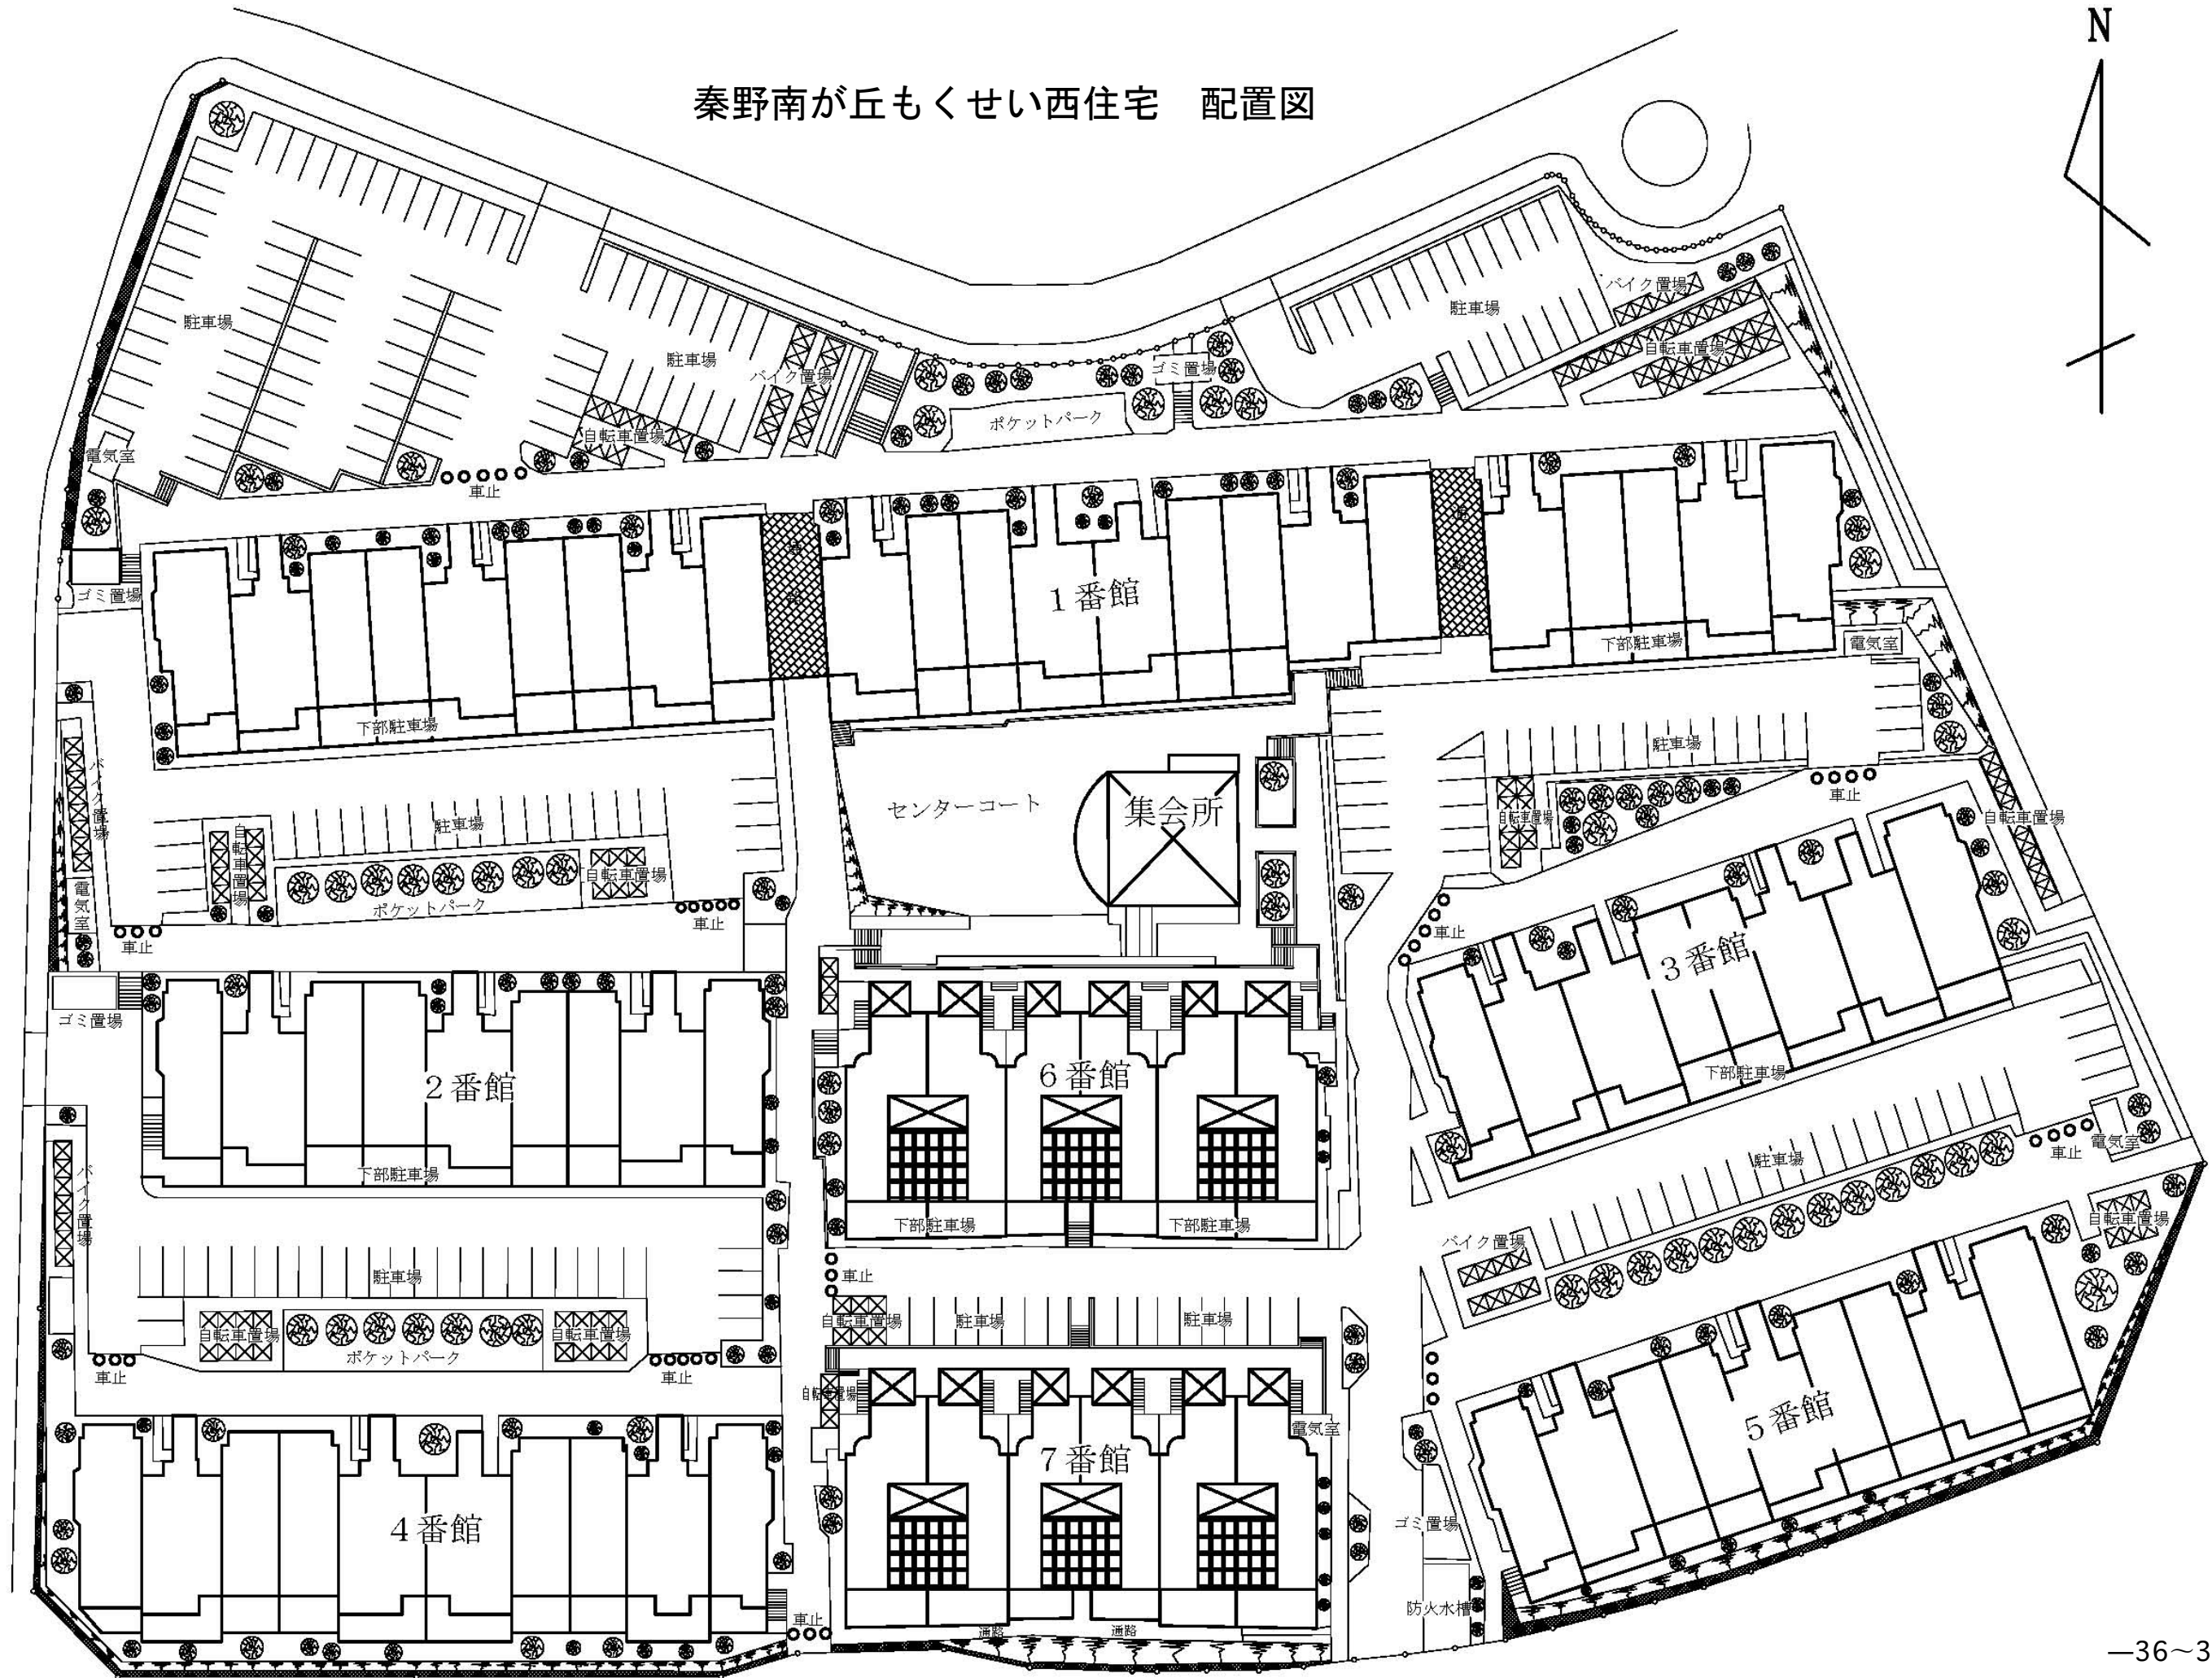 N
秦野南が丘もくせい西住宅　配置図
バイク置場
駐車場
駐車場
自転車置場
駐車場
ゴミ置場
バイク置場
ポケットパーク
自転車置場
電気室
車止
1番館
ゴミ置場
下部駐車場
電気室
下部駐車場
駐車場
バイク置場
車止
センターコート
集会所
自転車置場
自転車置場
駐車場
自転車置場
自転車置場
電気室
ポケットパーク
車止
車止
車止
3番館
ゴミ置場
下部駐車場
2番館
6番館
電気室
車止
駐車場
下部駐車場
バイク置場
自転車置場
下部駐車場
下部駐車場
バイク置場
駐車場
車止
自転車置場
駐車場
駐車場
自転車置場
自転車置場
ポケットパーク
車止
車止
自転車置場
5番館
電気室
7番館
4番館
ゴミ置場
防火水槽
車止
通路
通路
—36～3